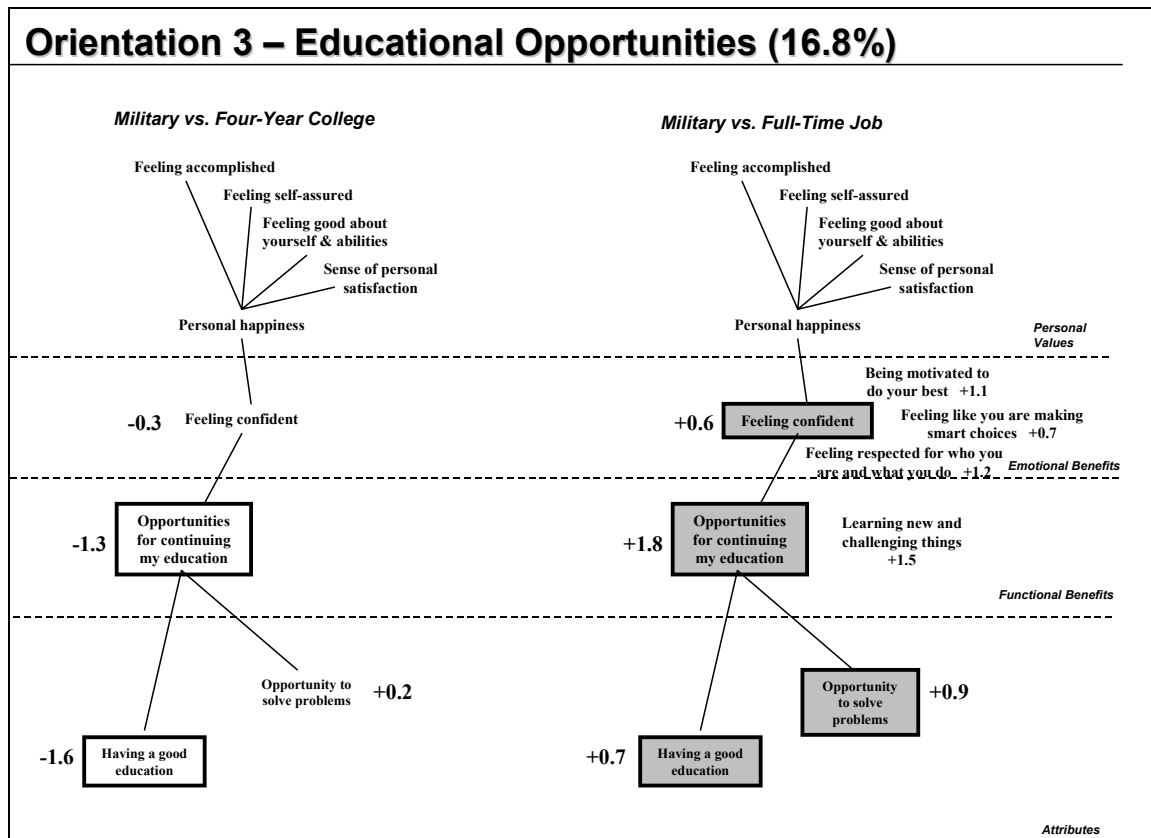 Orientation 3 – Educational Opportunities (16.8%)
Military vs. Four-Year College
Feeling accomplished
Feeling self-assured
Feeling good about
yourself & abilities
Sense of personal
satisfaction
Personal happiness
-0.3
Feeling confident
-1.3
Opportunities
for continuing
my education
Opportunity to
solve problems
+0.2
-1.6
Having a good
education
Military vs. Full-Time Job
Feeling accomplished
Feeling self-assured
Feeling good about
yourself & abilities
Sense of personal
satisfaction
Personal happiness
Personal
Values
Being motivated to
do your best +1.1
+0.6
Feeling confident
Feeling like you are making
smart choices +0.7
Feeling respected for who you
are and what you do +1.2
Emotional Benefits
+1.8
Opportunities
for continuing
my education
Learning new and
challenging things
+1.5
Functional Benefits
Opportunity
to solve
problems
+0.9
+0.7
Having a good
education
Attributes